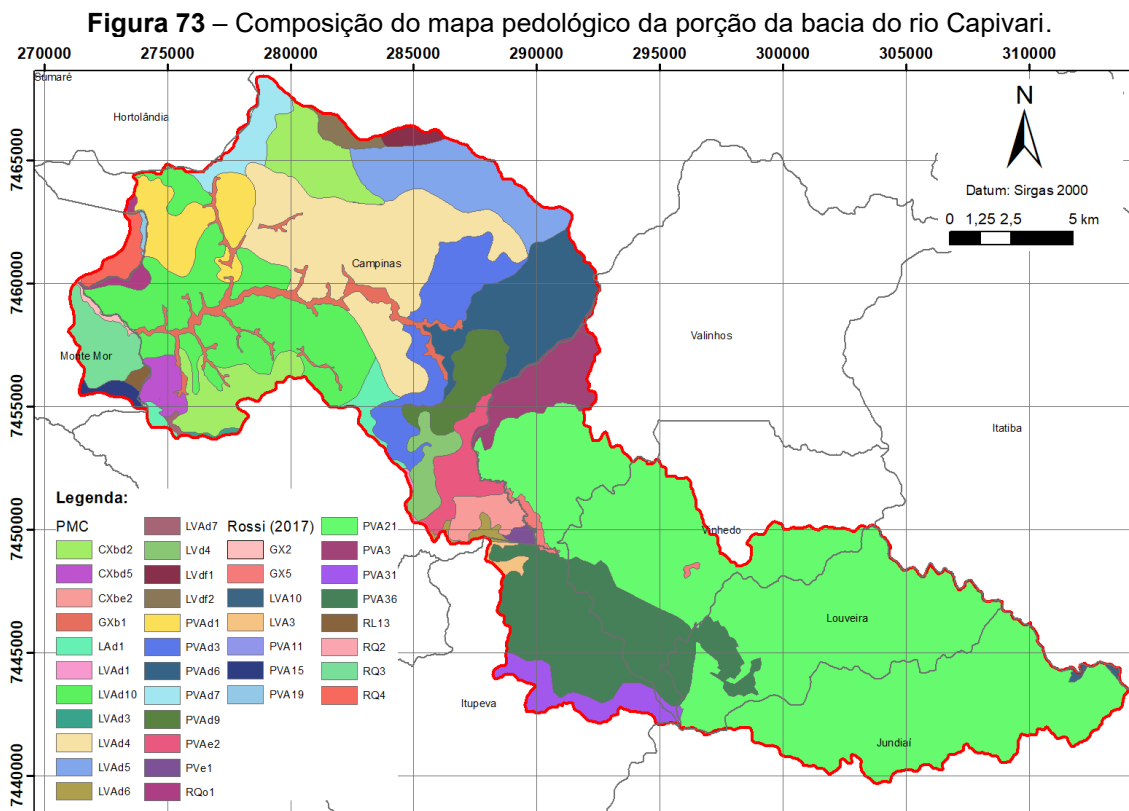 Figura 73 – Composição do mapa pedológico da porção da bacia do rio Capivari.
270000 275000 280000 285000 290000 295000 300000 305000 310000
Sumaré
Hortolândia
N
7465000
Datum: Sirgas 2000
0 1,25 2,5 5 km
Campinas
7460000
Valinhos
Monte Mor
7455000
Itatiba
Legenda:
PMC
CXbd2
CXbd5
CXbe2
GXb1
LAd1
LVAd1
LVAd10
LVAd3
LVAd4
LVAd5
LVAd6
LVAd7
LVd4
LVdf1
LVdf2
PVAd1
PVAd3
PVAd6
PVAd7
PVAd9
PVAe2
PVe1
RQo1
Rossi (2017)
GX2
GX5
LVA10
LVA3
PVA11
PVA15
PVA19
PVA21
PVA3
PVA31
PVA36
RL13
RQ2
RQ3
RQ4
7450000
Vinhedo
Louveira
7445000
Itupeva
Jundiaí
7440000